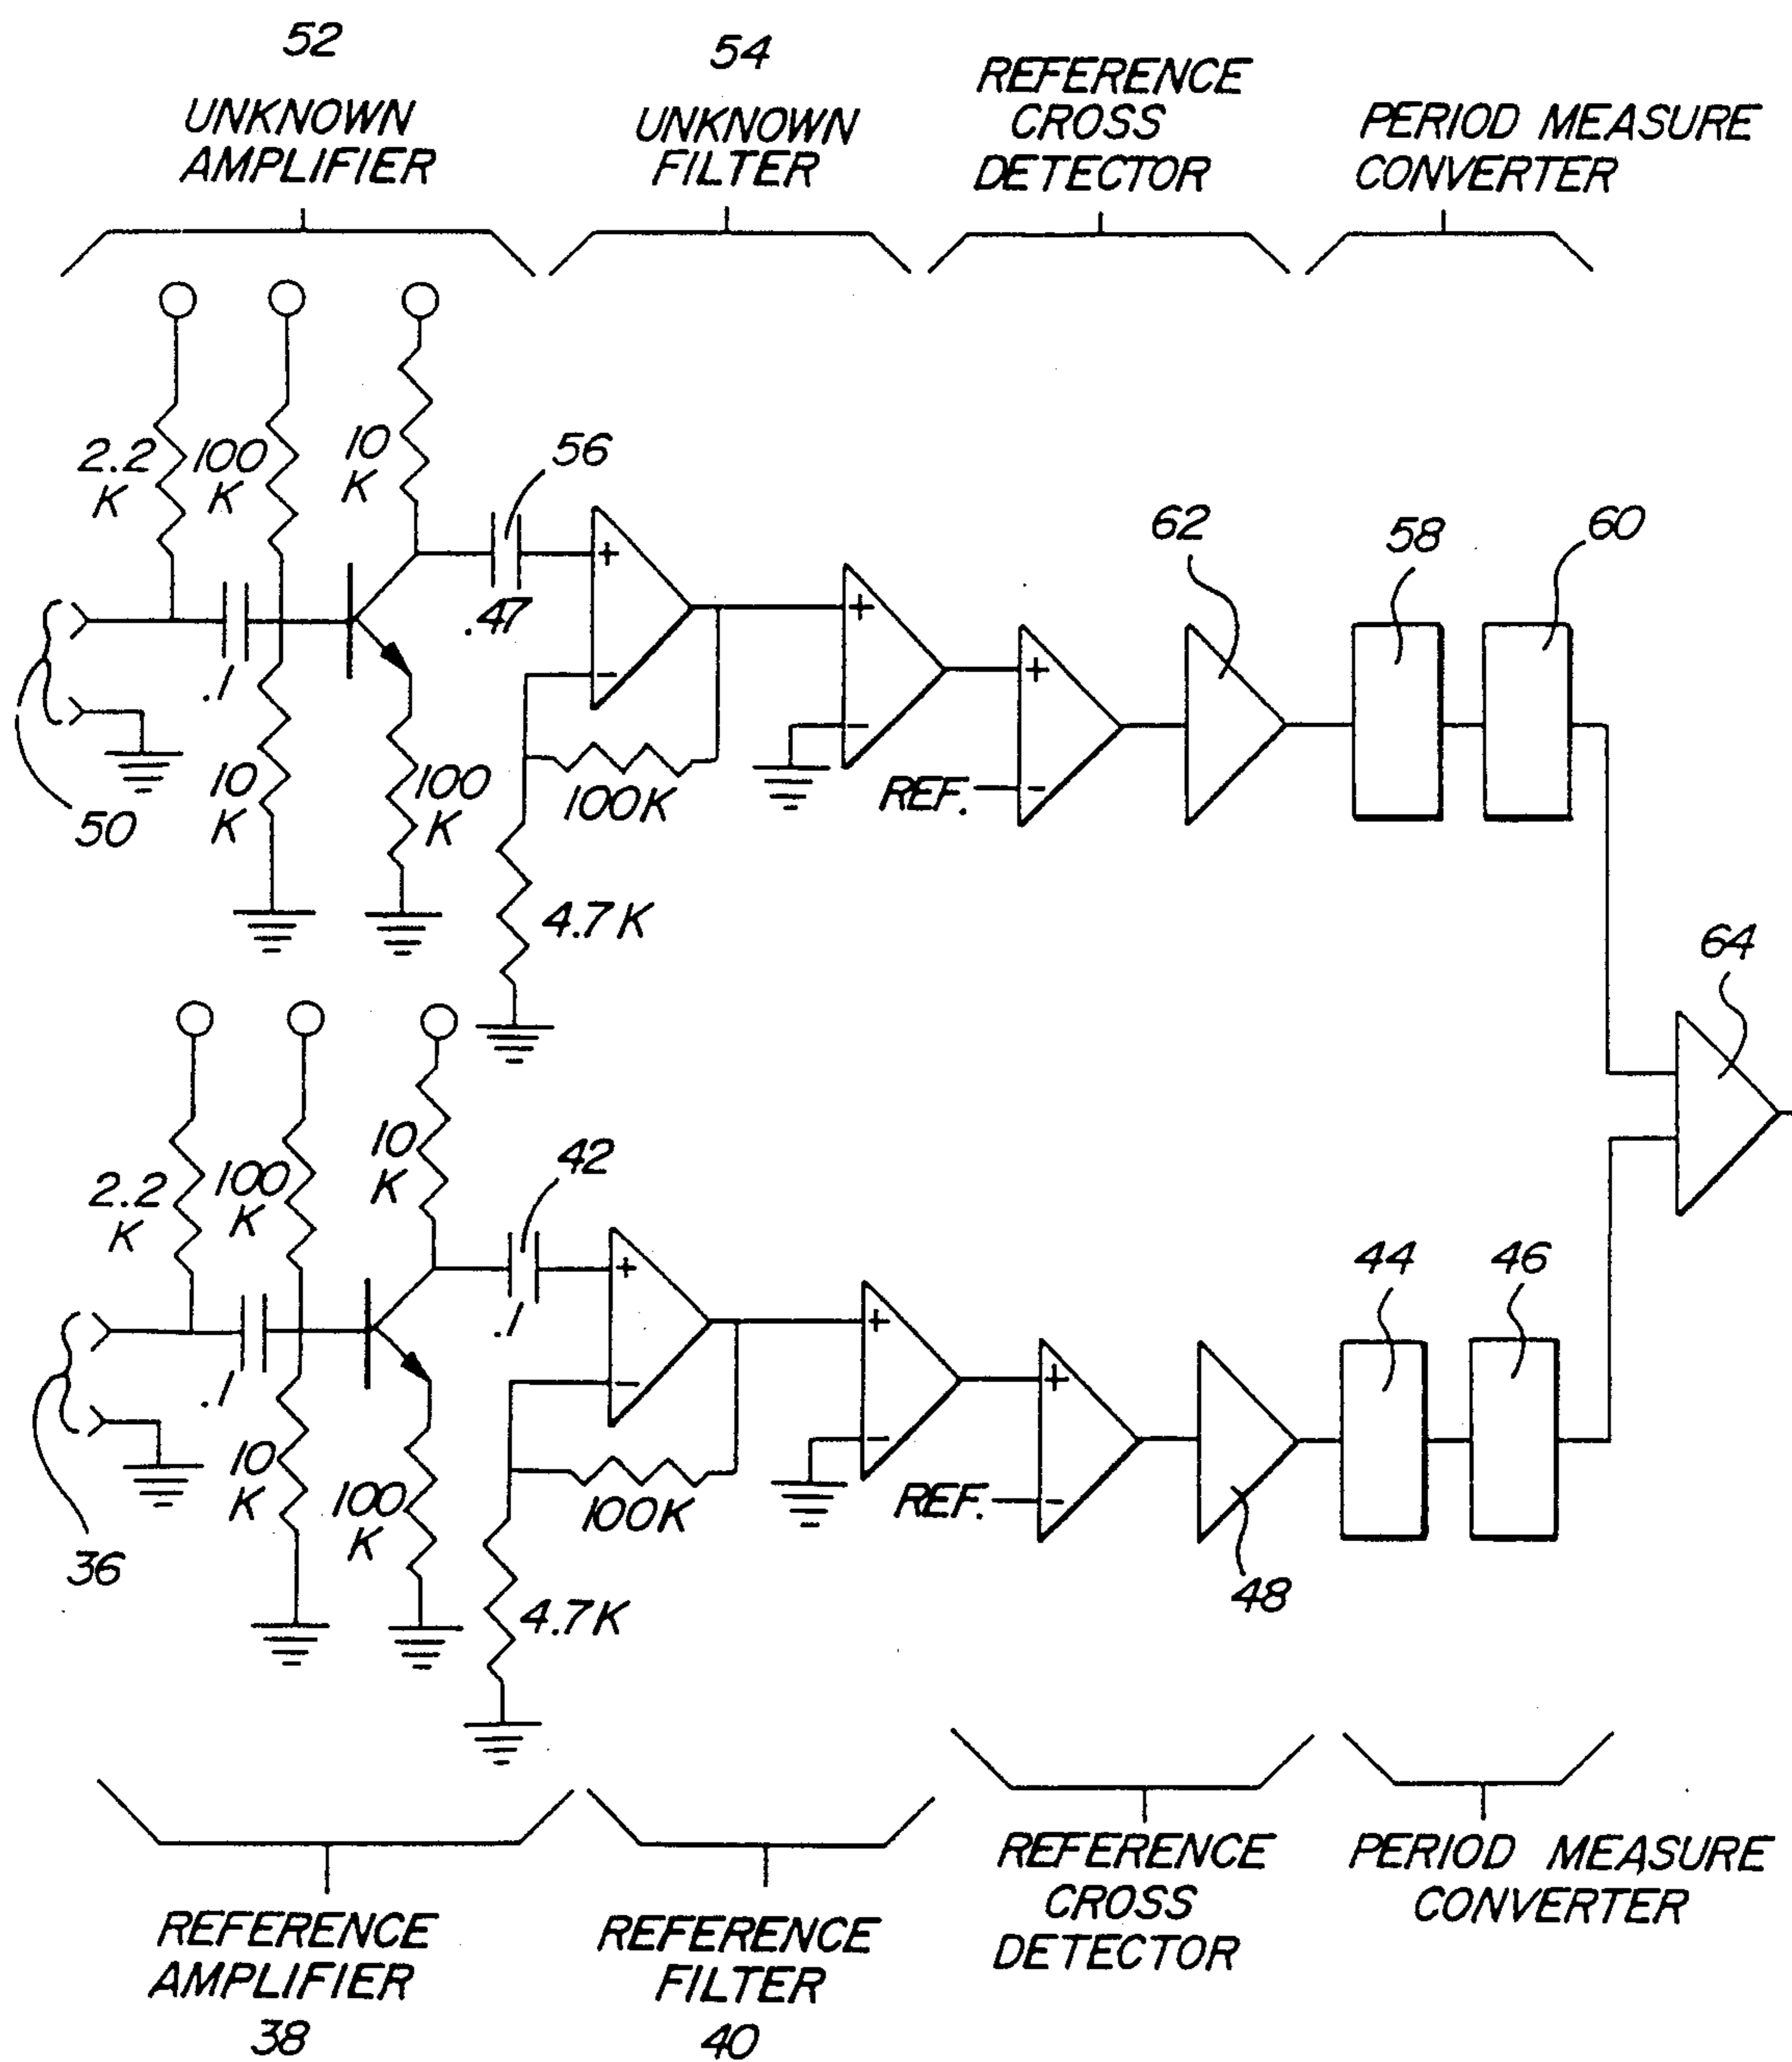 52
UNKNOWN
AMPLIFIER
54
UNKNOWN
FILTER
REFERENCE
CROSS
DETECTOR
PERIOD MEASURE
CONVERTER
2.2
K
100
K
10
K
56
.47
.1
50
10
K
100
K
+
-
100K
4.7K
+
-
+
REF. -
62
58
60
64
2.2
K
100
K
10
K
42
.1
.1
36
10
K
100
K
+
-
100K
4.7K
+
-
+
REF. -
48
44
46
REFERENCE
AMPLIFIER
38
REFERENCE
FILTER
40
REFERENCE
CROSS
DETECTOR
PERIOD MEASURE
CONVERTER